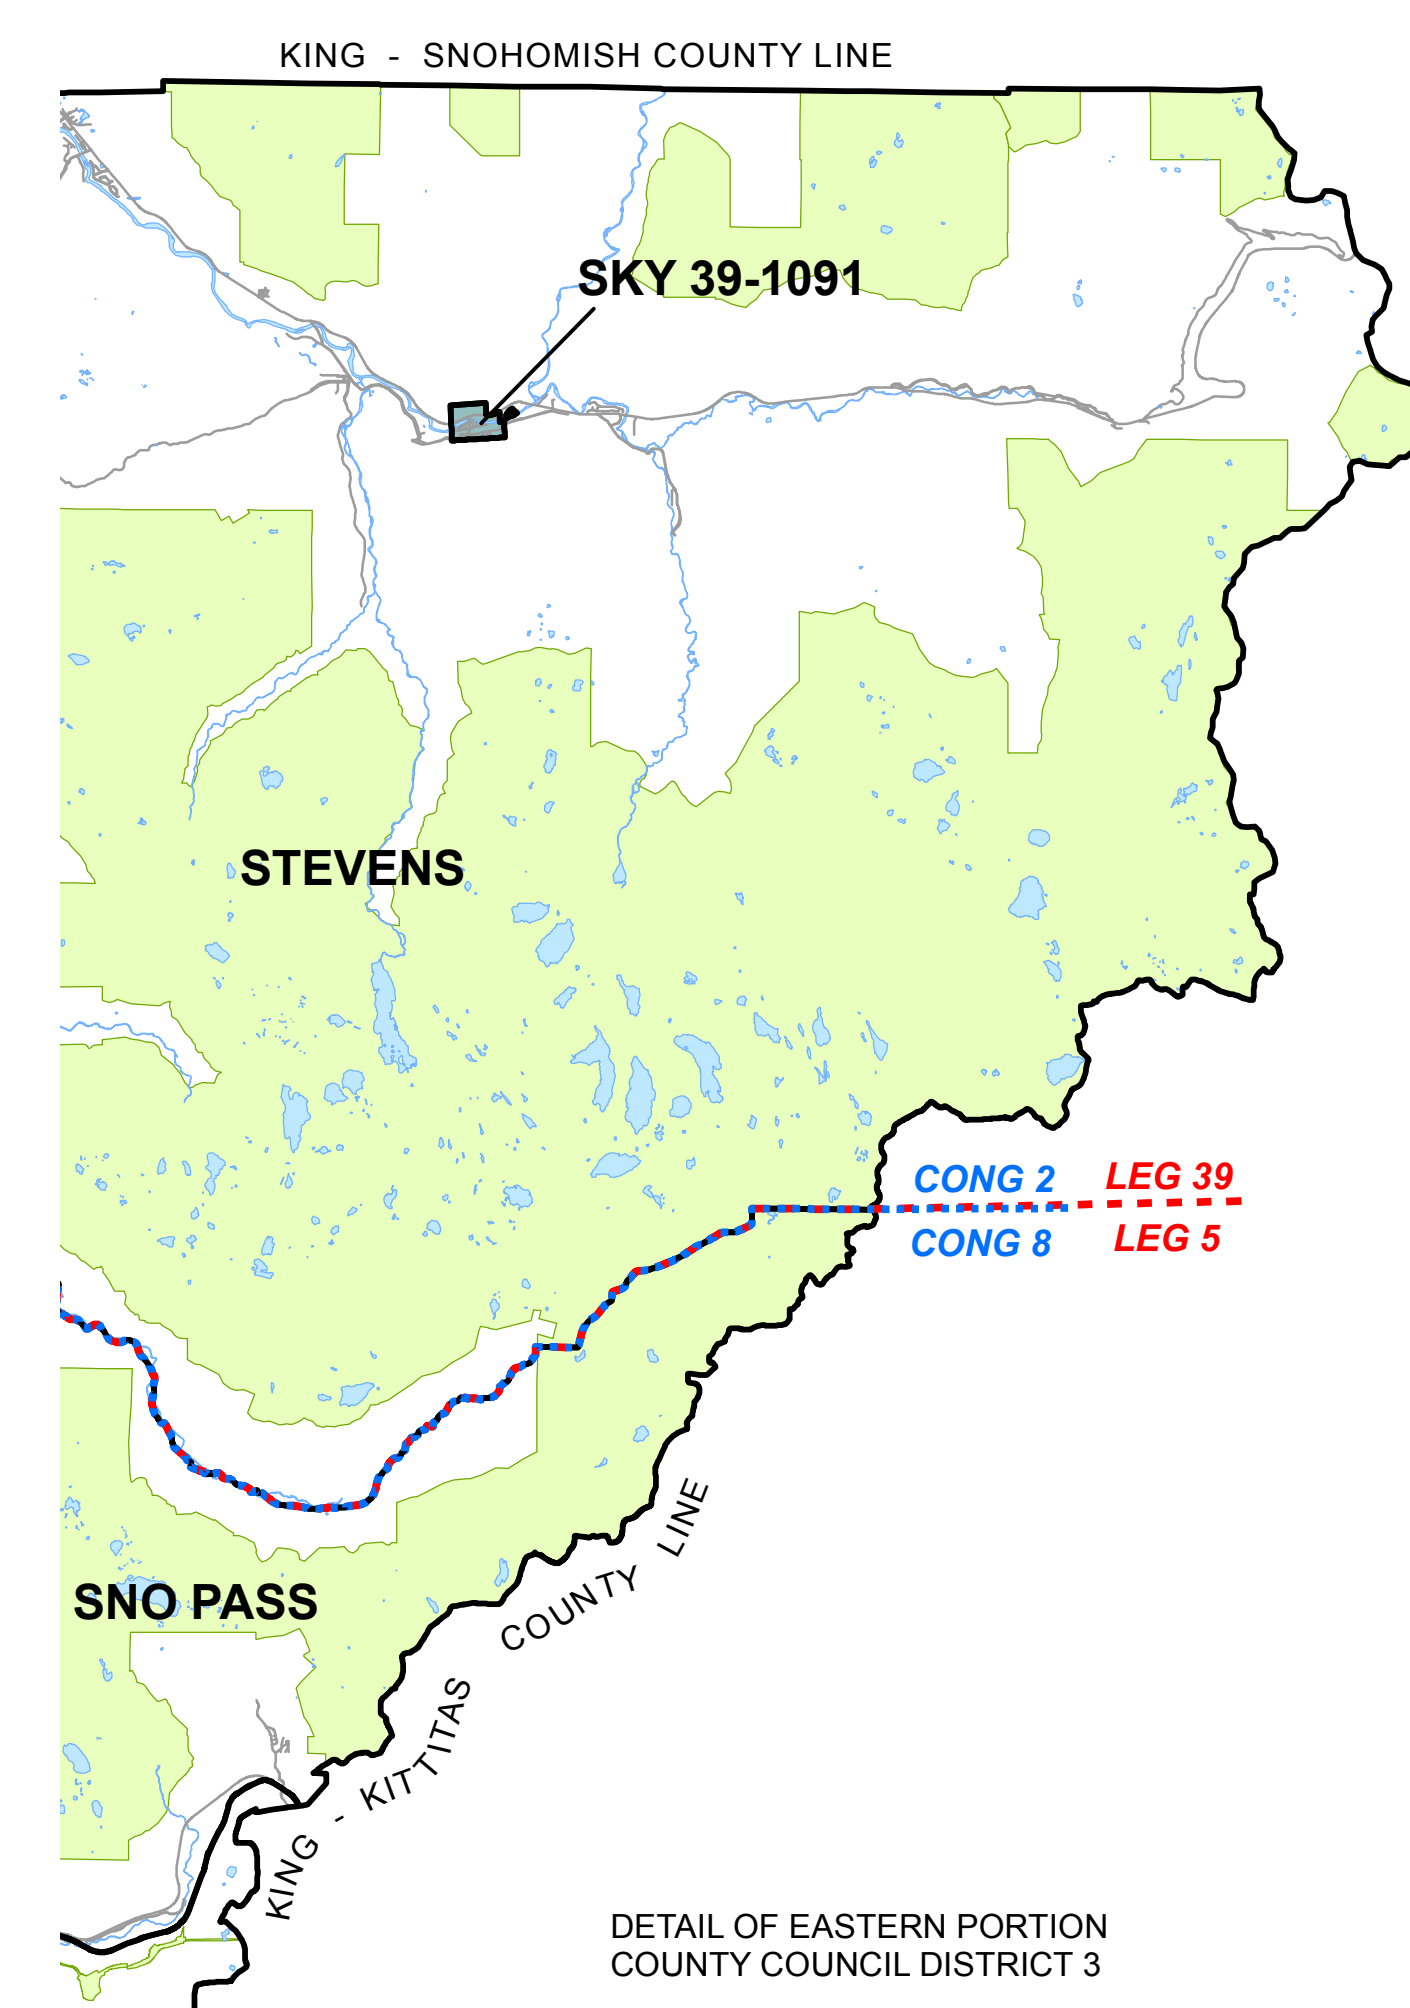 KING - SNOHOMISH COUNTY LINE
SKY 39-1091
STEVENS
CONG 2 LEG 39
CONG 8 LEG 5
SNO PASS
KING - KITTITAS COUNTY LINE
DETAIL OF EASTERN PORTION
COUNTY COUNCIL DISTRICT 3